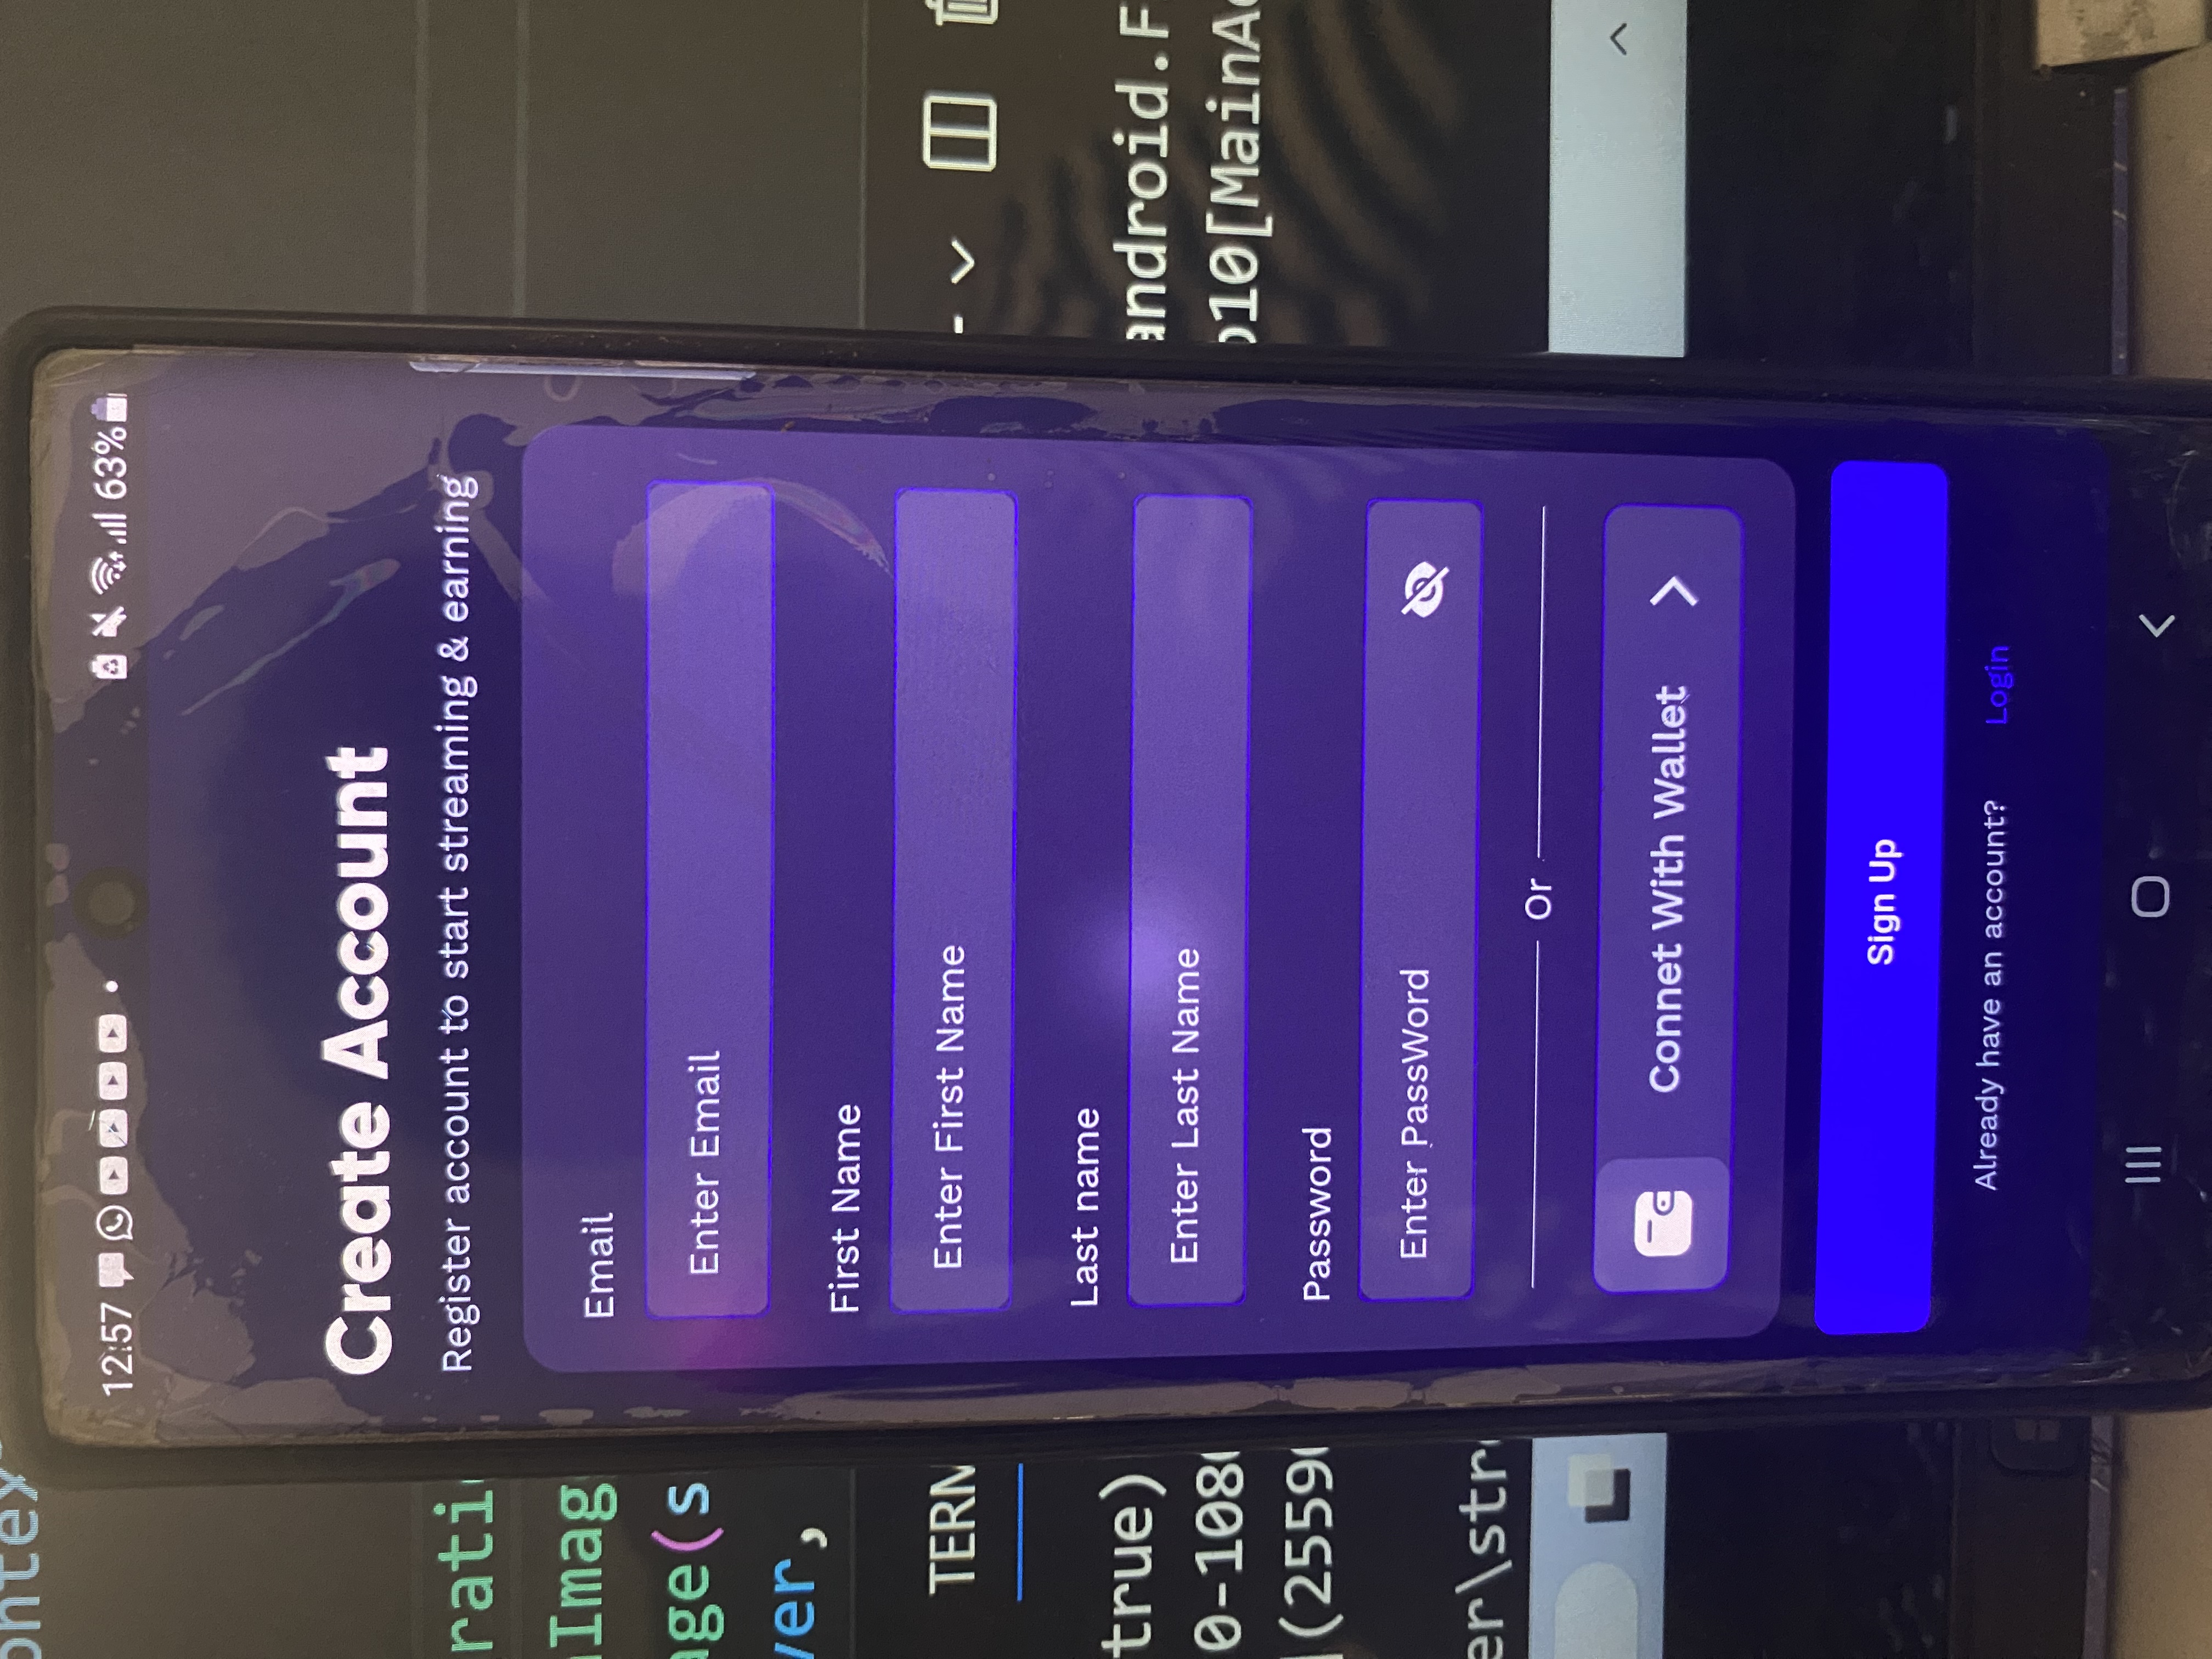 12:57 63%
Create Account
Register account to start streaming & earning
Email
Enter Email
First Name
Enter First Name
Last name
Enter Last Name
Password
Enter PassWord
Or
Connet With Wallet
Sign Up
Already have an account? Login
ontex
rati
Imag
age(s
ver,
TERM
true) android.F
0-108 10[MainA
(2559
er\str